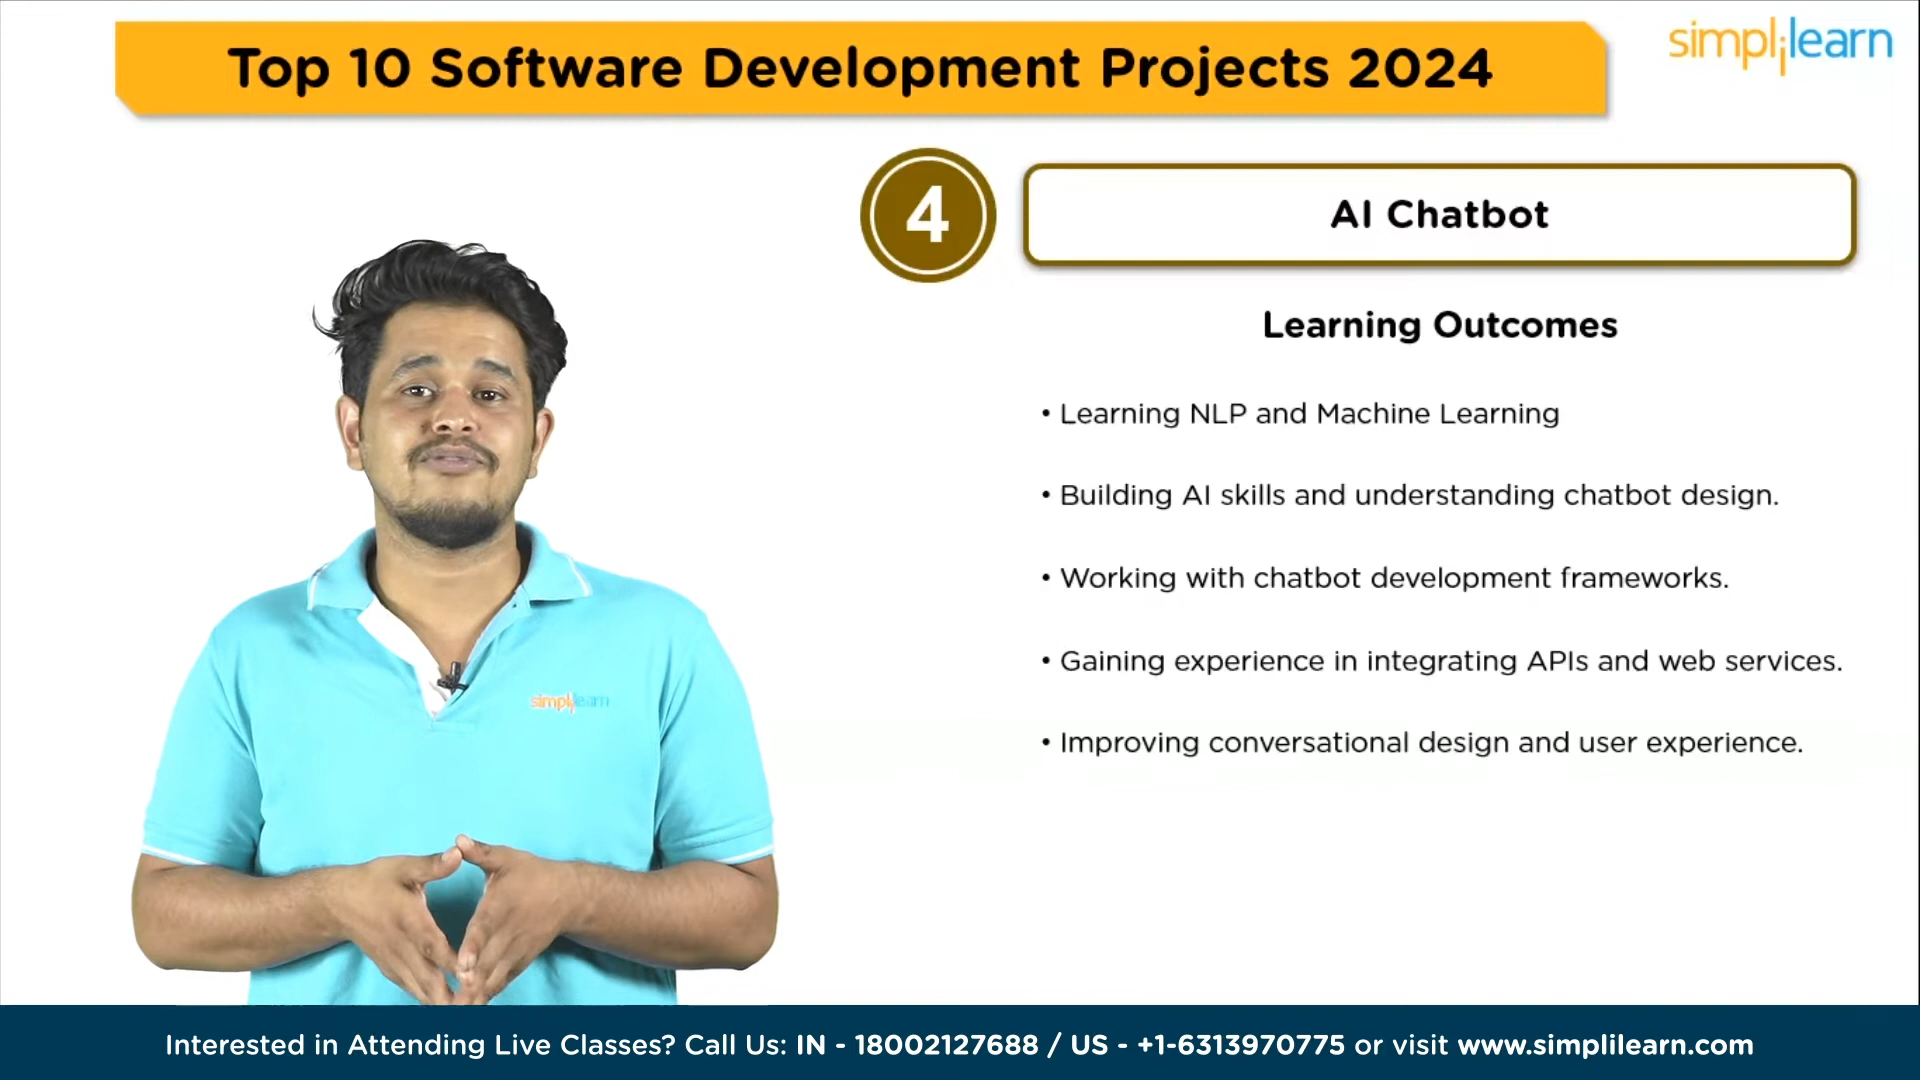 Top 10 Software Development Projects 2024
simplilearn
4
AI Chatbot
Learning Outcomes
• Learning NLP and Machine Learning
• Building AI skills and understanding chatbot design.
• Working with chatbot development frameworks.
• Gaining experience in integrating APIs and web services.
• Improving conversational design and user experience.
simplilearn
Interested in Attending Live Classes? Call Us: IN - 18002127688 / US - +1-6313970775 or visit www.simplilearn.com